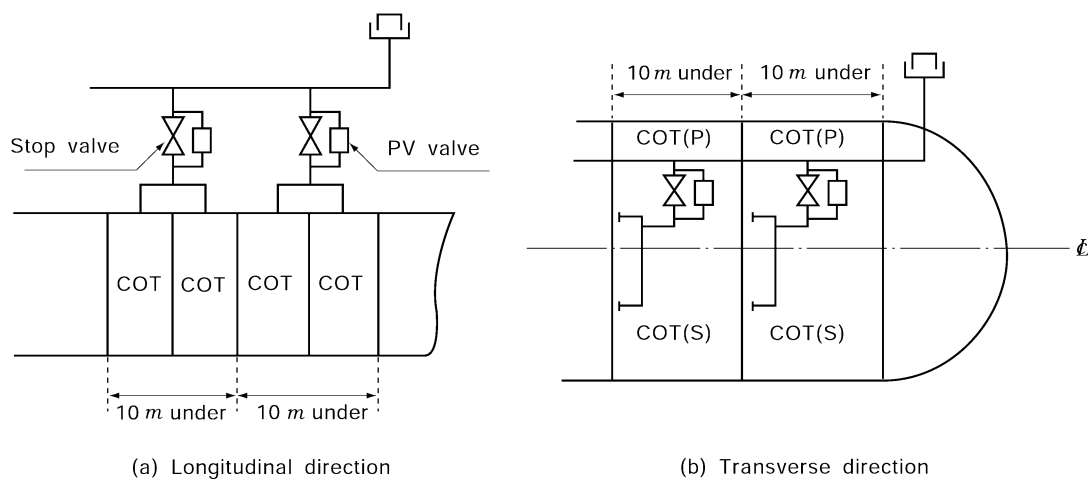 Stop valve
PV valve
COT COT COT COT
10 m under 10 m under
(a) Longitudinal direction
10 m under 10 m under
COT(P) COT(P)
℄
COT(S) COT(S)
(b) Transverse direction